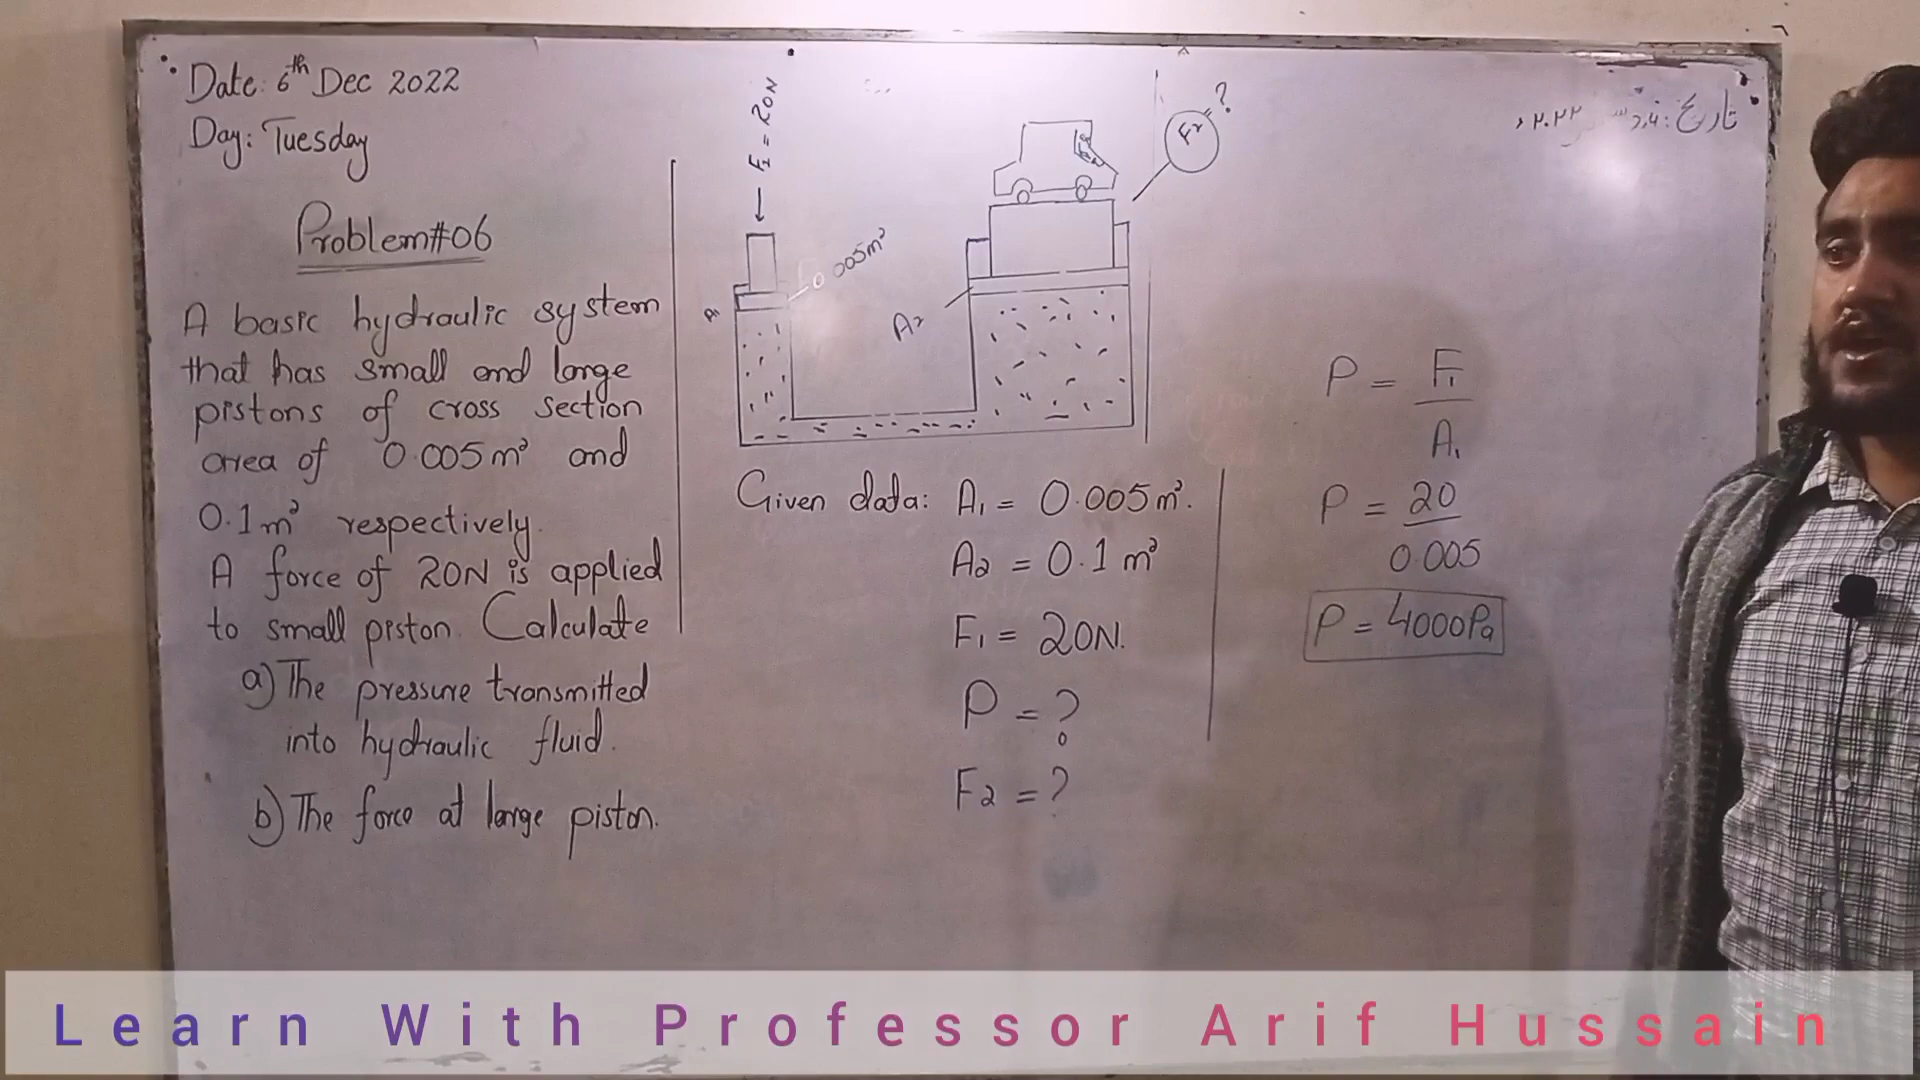 Date: 6th Dec 2022
Day: Tuesday
Problem#06
A basic hydraulic system
that has small and large
pistons of cross section
area of 0.005m² and
0.1m² respectively.
A force of 20N is applied
to small piston. Calculate
a) The pressure transmitted
into hydraulic fluid.
b) The force at large piston.
F₁ = 20N
0.005m²
A₁
A₂
F₂ = ?
Given data: A₁ = 0.005m².
A₂ = 0.1 m²
F₁ = 20N.
P = ?
F₂ = ?
تاریخ:
۲۰۲۲ء
P = F₁
A₁
P = 20
0.005
P = 4000Pa
Learn With Professor Arif Hussain